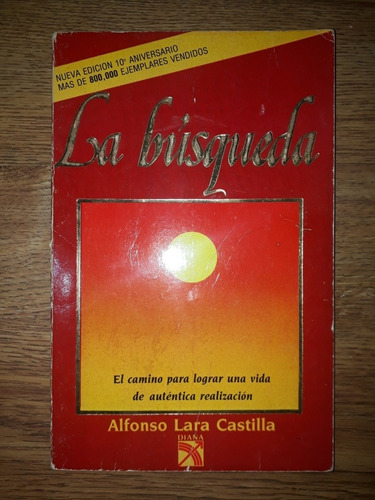 NUEVA EDICION 10º ANIVERSARIO
MAS DE 800,000 EJEMPLARES VENDIDOS
La búsqueda
El camino para lograr una vida
de auténtica realización
Alfonso Lara Castilla
DIANA